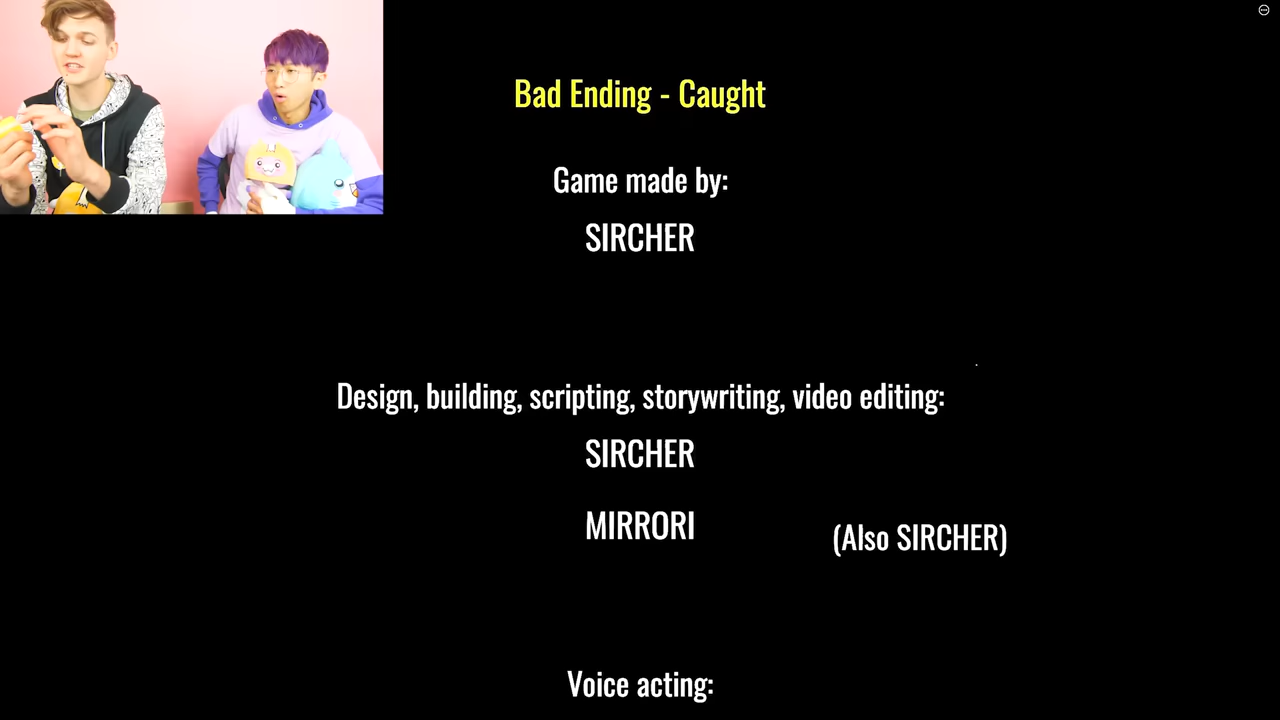 Bad Ending - Caught
Game made by:
SIRCHER
Design, building, scripting, storywriting, video editing:
SIRCHER
MIRRORI
(Also SIRCHER)
Voice acting: